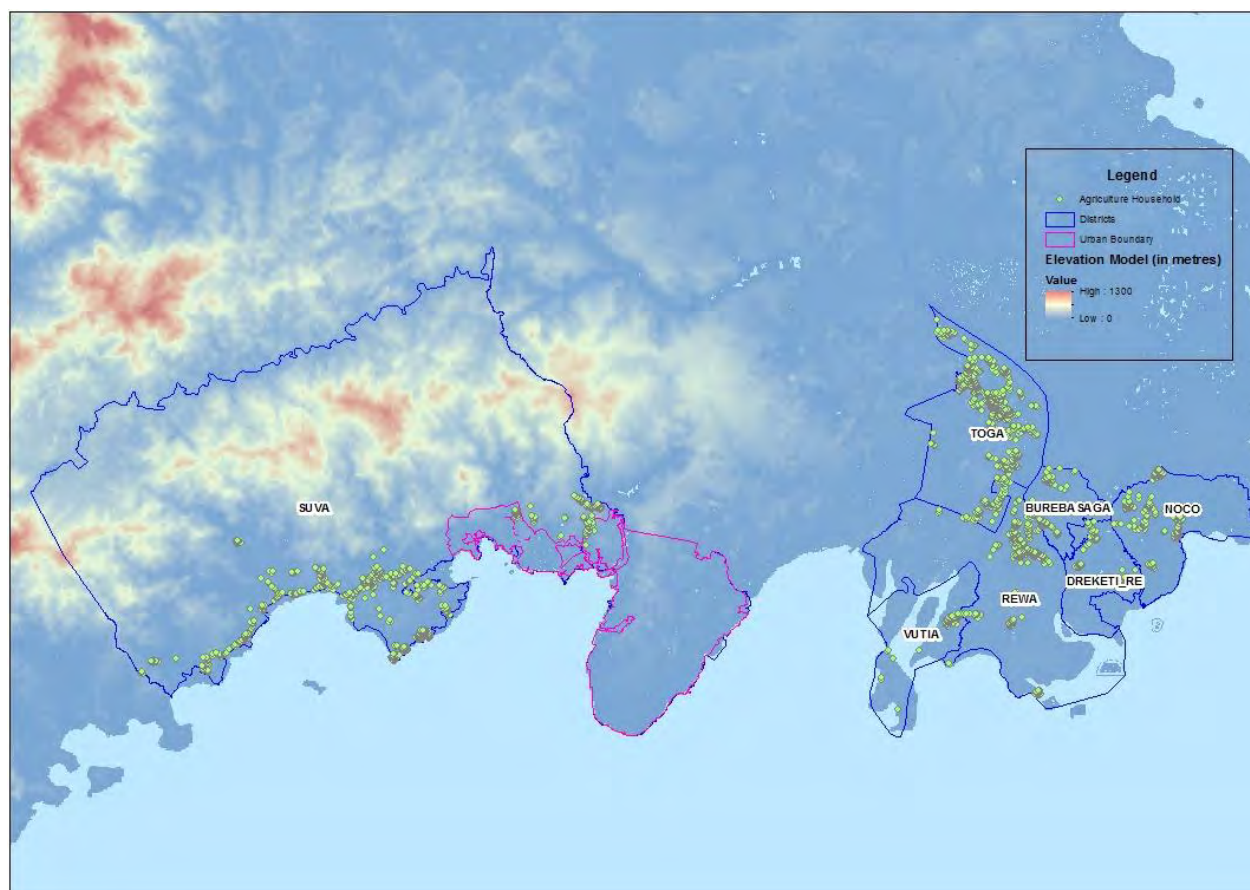 Legend
Agriculture Household
Districts
Urban Boundary
Elevation Model (in metres)
Value
High : 1300
Low : 0
TOGA
SUVA
BUREBASAGA
NOCO
DREKETI_RE
REWA
VUTIA